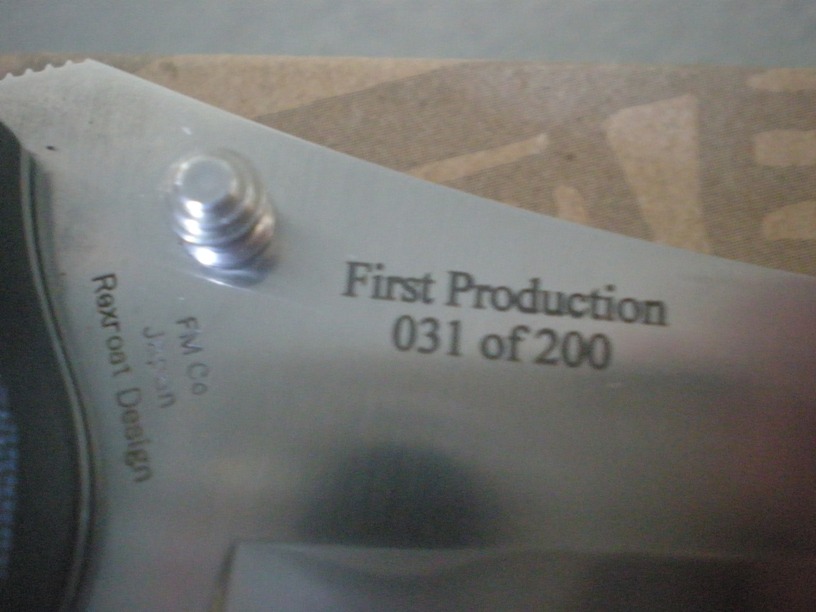 First Production
031 of 200
FM Co
Japan
Rexroat Design